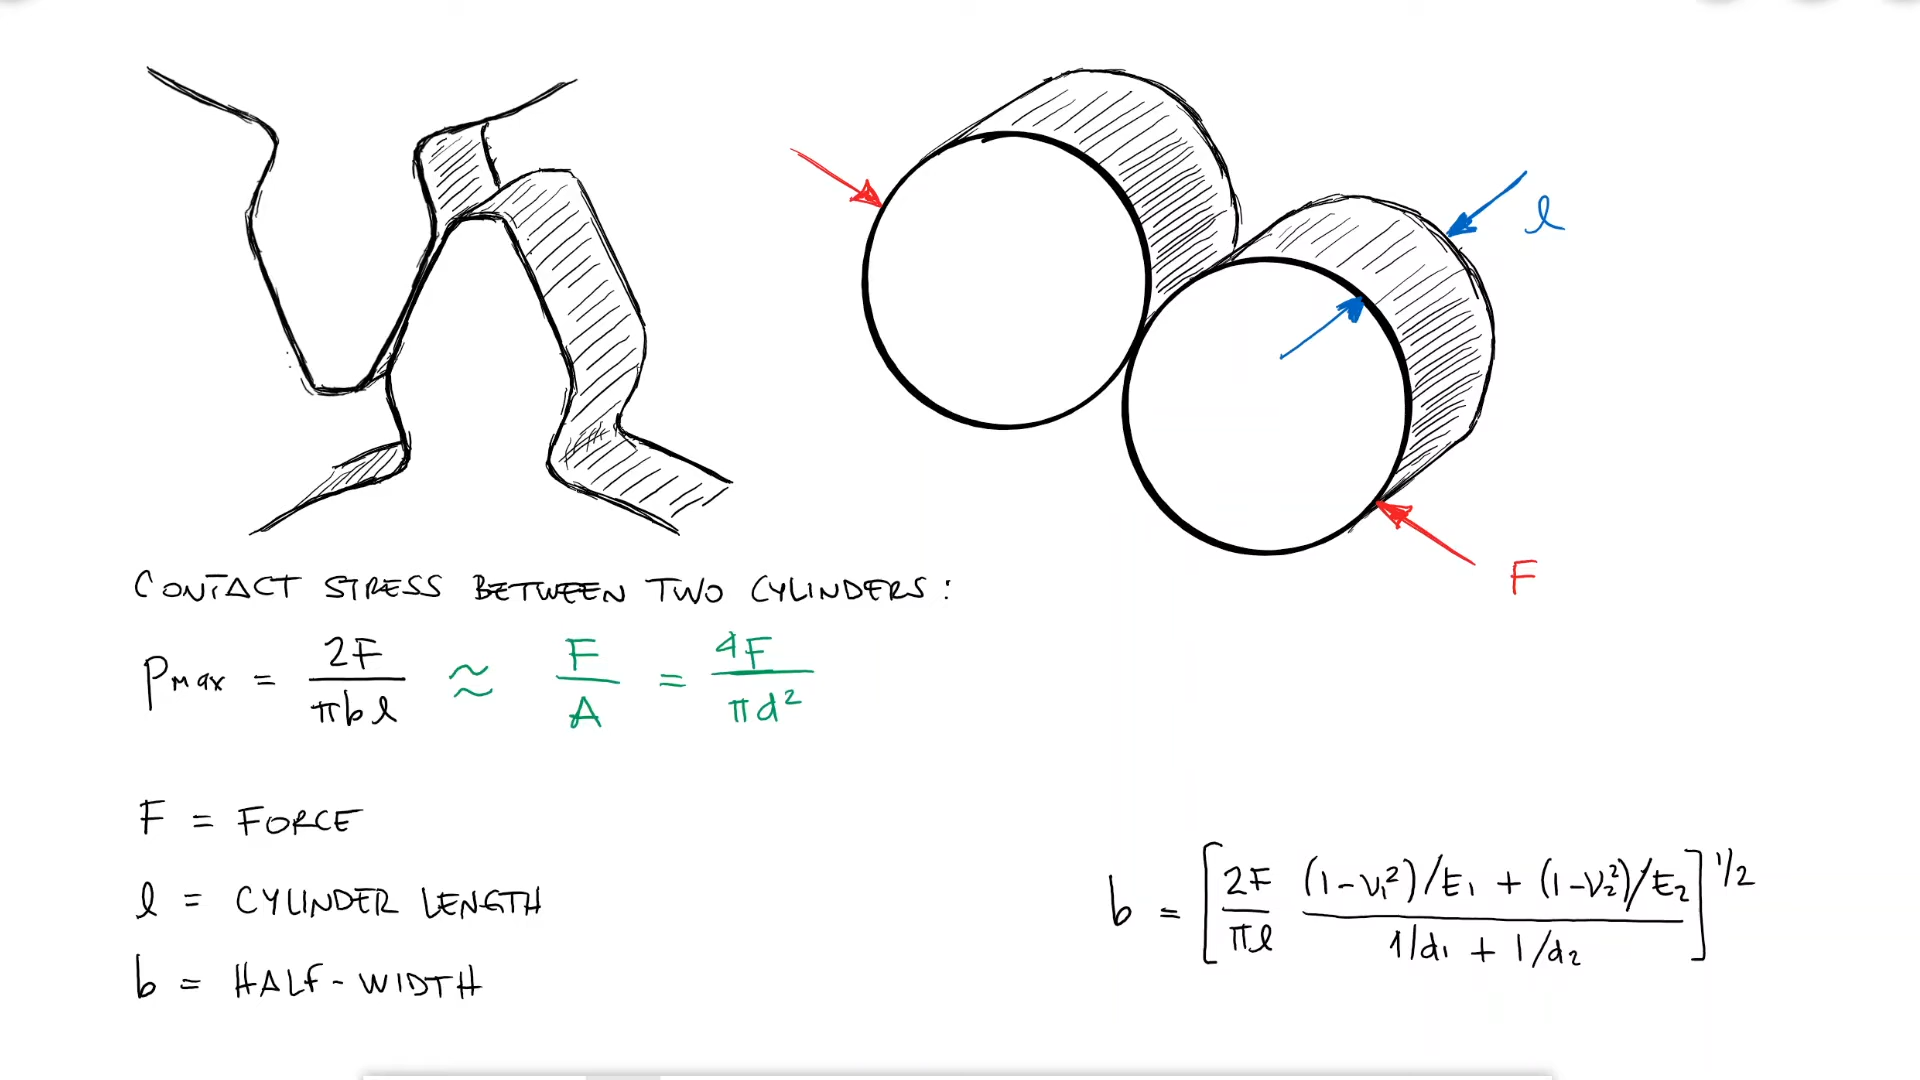 l
F
CONTACT STRESS BETWEEN TWO CYLINDERS:
Pmax = 2F/πbl ≈ F/A = 4F/πd²
F = FORCE
l = CYLINDER LENGTH
b = HALF-WIDTH
b = [2F/πl (1-ν₁²)/E₁ + (1-ν₂²)/E₂ / 1/d₁ + 1/d₂]^1/2